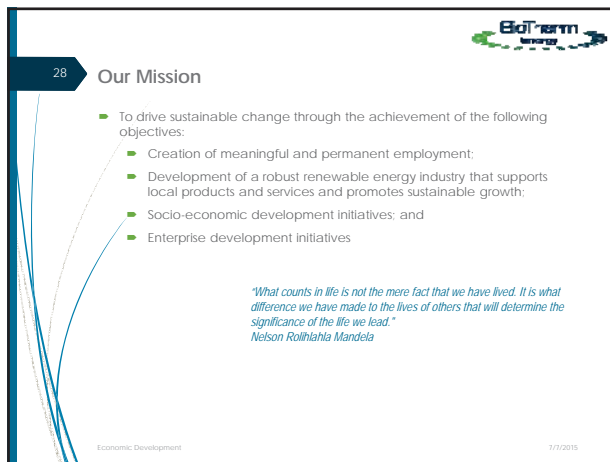 BioTherm
Energy
28
Our Mission
To drive sustainable change through the achievement of the following
objectives:
Creation of meaningful and permanent employment;
Development of a robust renewable energy industry that supports
local products and services and promotes sustainable growth;
Socio-economic development initiatives; and
Enterprise development initiatives
"What counts in life is not the mere fact that we have lived. It is what
difference we have made to the lives of others that will determine the
significance of the life we lead."
Nelson Rolihlahla Mandela
Economic Development
7/7/2015